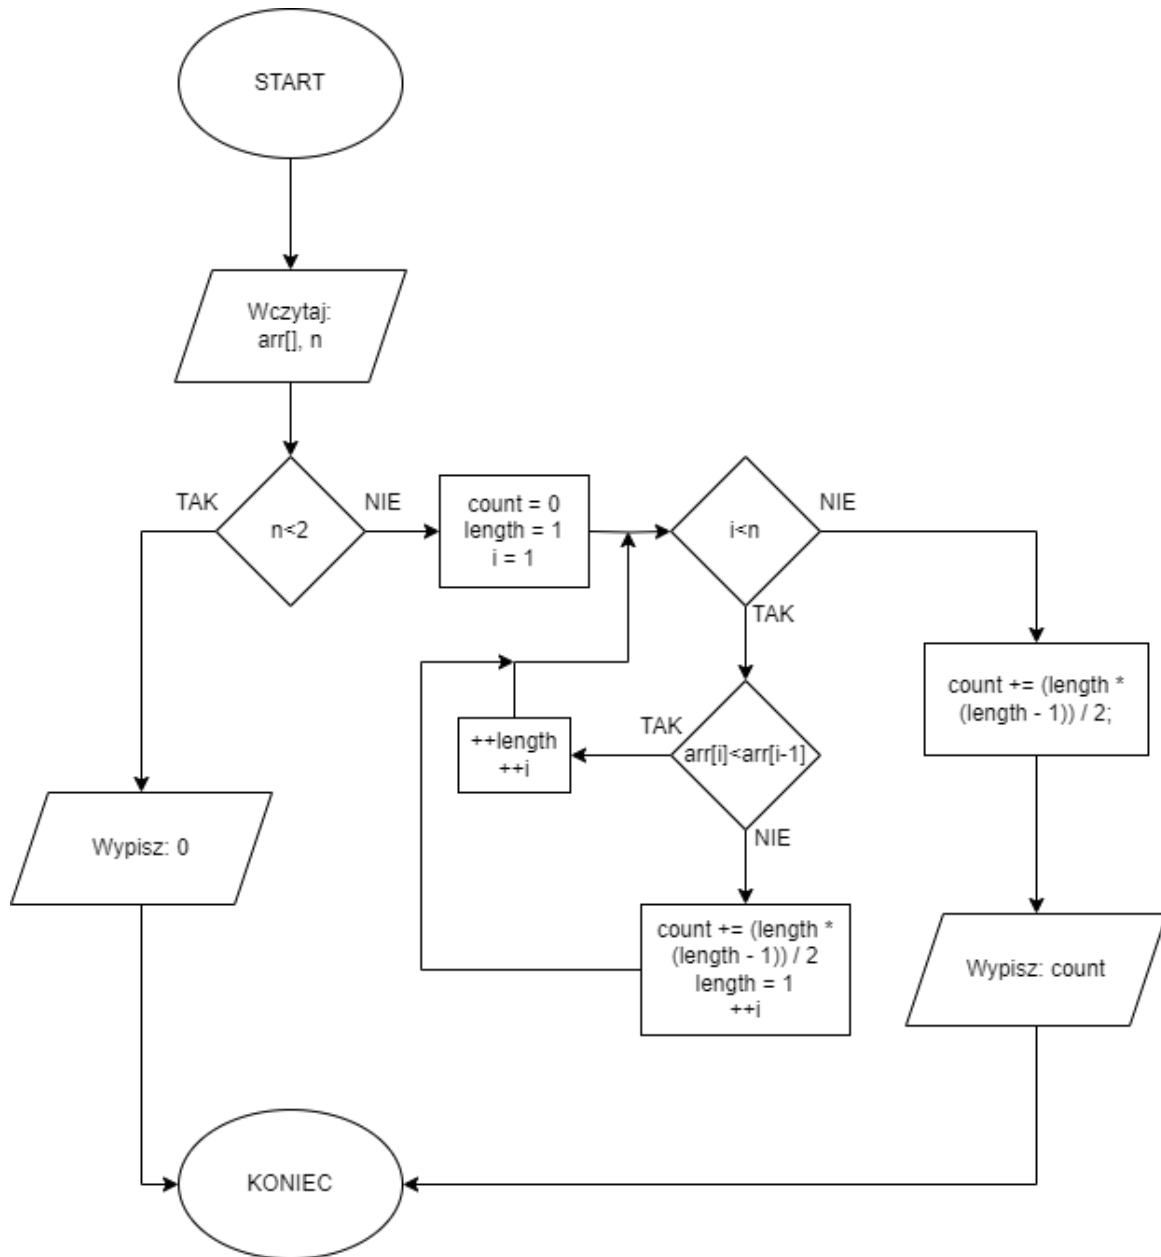 START
Wczytaj:
arr[], n
TAK
n<2
NIE
count = 0
length = 1
i = 1
i<n
NIE
TAK
count += (length *
(length - 1)) / 2;
TAK
arr[i]<arr[i-1]
++length
++i
NIE
Wypisz: 0
count += (length *
(length - 1)) / 2
length = 1
++i
Wypisz: count
KONIEC